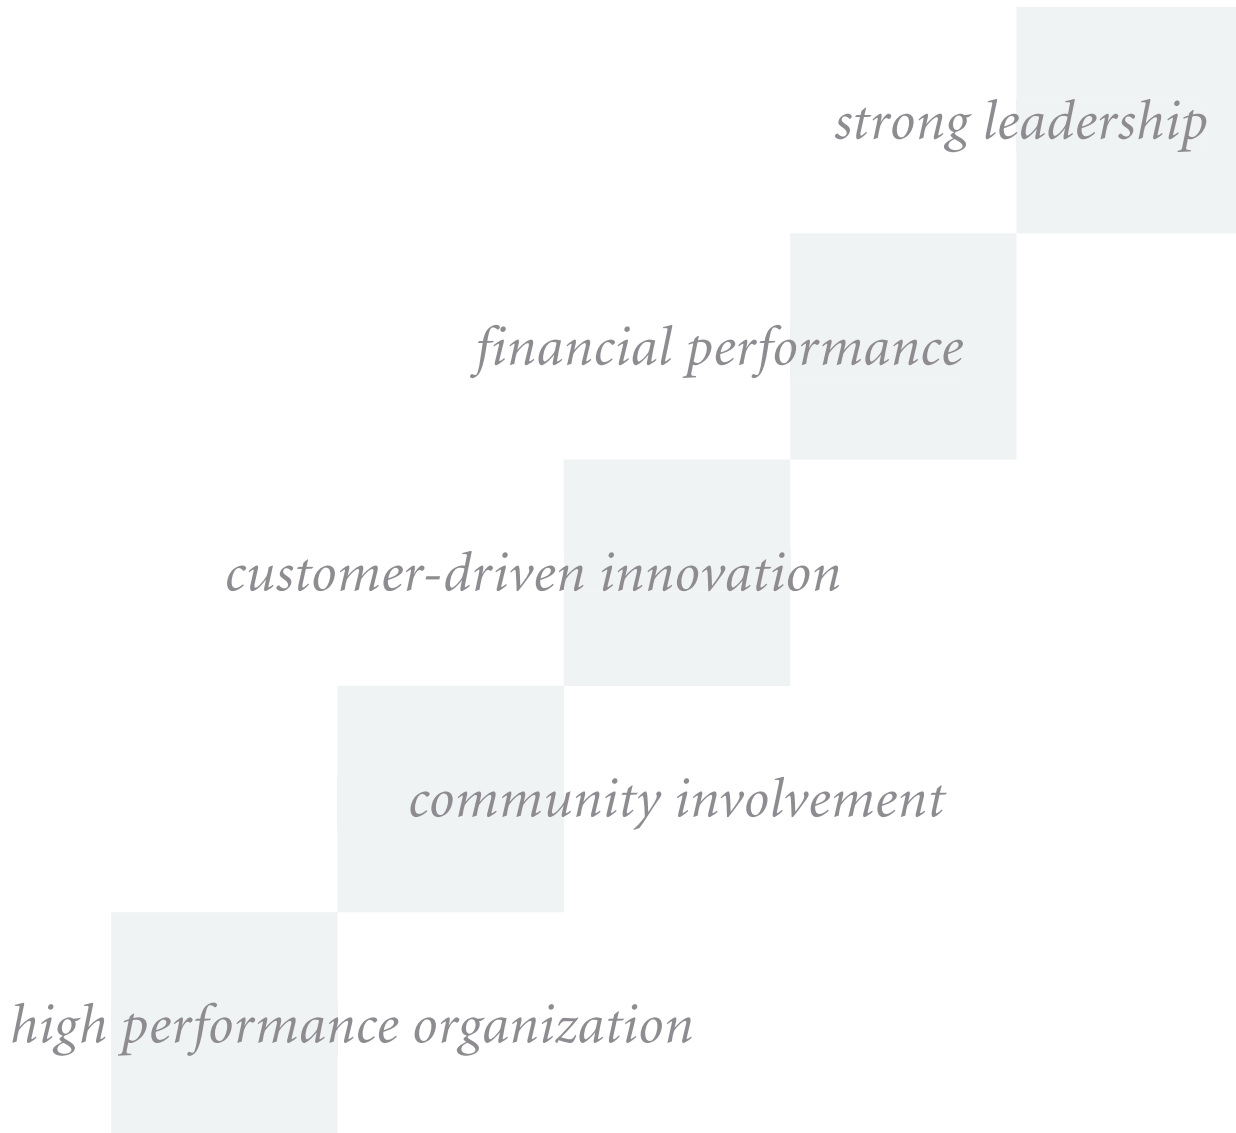 strong leadership
financial performance
customer-driven innovation
community involvement
high performance organization